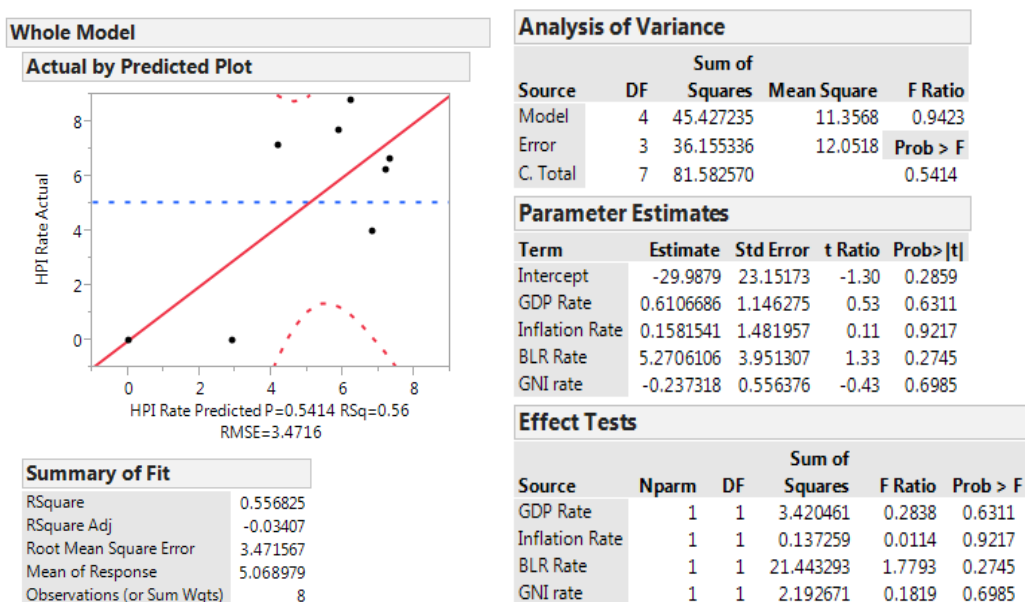 Whole Model
Actual by Predicted Plot
HPI Rate Actual
8
6
4
2
0
0 2 4 6 8
HPI Rate Predicted P=0.5414 RSq=0.56
RMSE=3.4716
Summary of Fit
RSquare 0.556825
RSquare Adj -0.03407
Root Mean Square Error 3.471567
Mean of Response 5.068979
Observations (or Sum Wgts) 8
Analysis of Variance
Sum of
Source DF Squares Mean Square F Ratio
Model 4 45.427235 11.3568 0.9423
Error 3 36.155336 12.0518 Prob > F
C. Total 7 81.582570 0.5414
Parameter Estimates
Term Estimate Std Error t Ratio Prob>|t|
Intercept -29.9879 23.15173 -1.30 0.2859
GDP Rate 0.6106686 1.146275 0.53 0.6311
Inflation Rate 0.1581541 1.481957 0.11 0.9217
BLR Rate 5.2706106 3.951307 1.33 0.2745
GNI rate -0.237318 0.556376 -0.43 0.6985
Effect Tests
Sum of
Source Nparm DF Squares F Ratio Prob > F
GDP Rate 1 1 3.420461 0.2838 0.6311
Inflation Rate 1 1 0.137259 0.0114 0.9217
BLR Rate 1 1 21.443293 1.7793 0.2745
GNI rate 1 1 2.192671 0.1819 0.6985